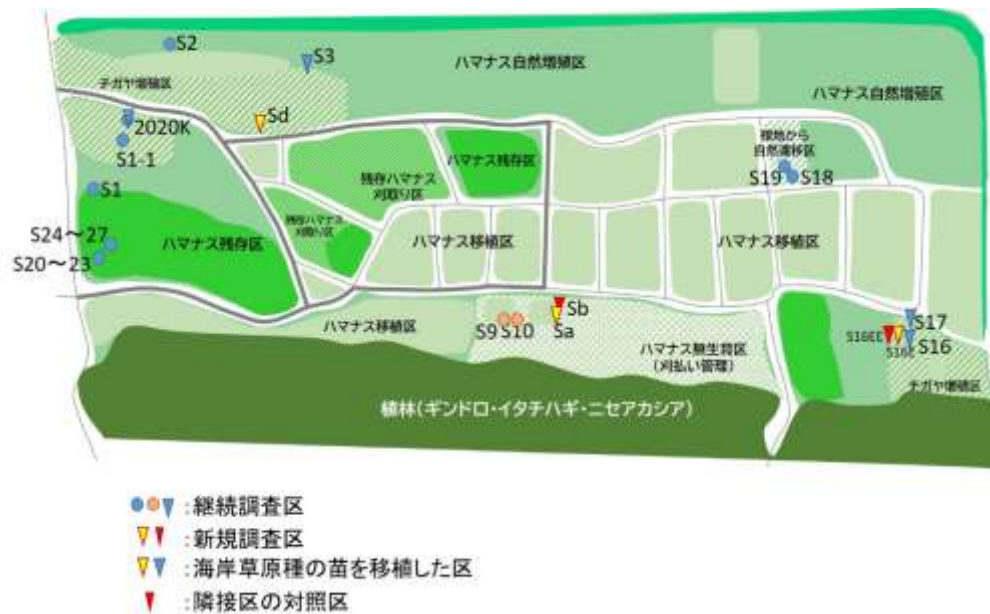 S2
S3
ハマナス自然増殖区
チガヤ増殖区
ハマナス自然増殖区
Sd
2020K
S1-1
ハマナス残存区
裸地から
自然遷移区
残存ハマナス
刈取り区
S19 S18
S1
残存ハマナス
刈取り区
S24～27
ハマナス残存区
ハマナス移植区
ハマナス移植区
S20～23
Sb
S17
ハマナス移植区
S9 S10
Sa
S16EE
S16E
S16
ハマナス無生育区
(刈払い管理)
チガヤ増殖区
植林(ギンドロ・イタチハギ・ニセアカシア)
:継続調査区
:新規調査区
:海岸草原種の苗を移植した区
:隣接区の対照区